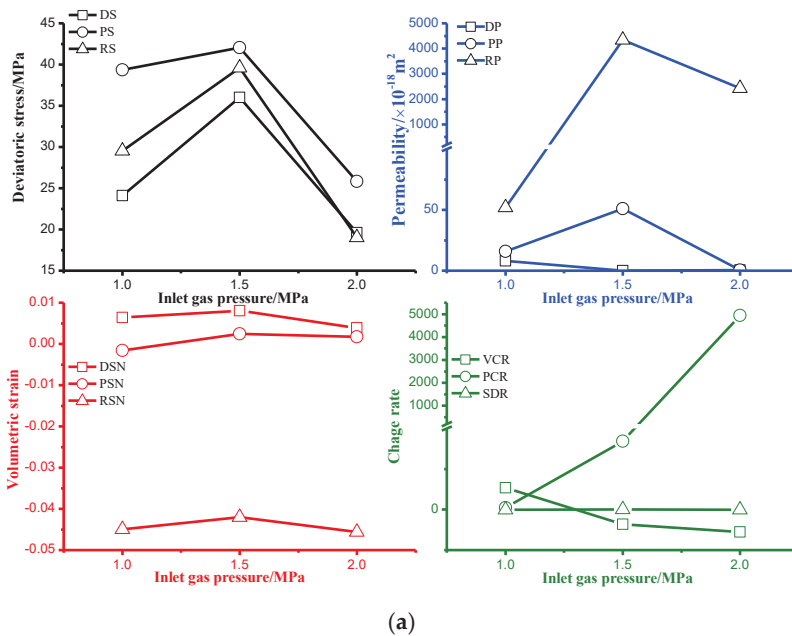 DS
PS
RS
45
40
35
30
25
20
15
Deviatoric stress/MPa
1.0 1.5 2.0
Inlet gas pressure/MPa
DP
PP
RP
5000
4000
3000
2000
1000
50
0
Permeability/×10⁻¹⁸m²
1.0 1.5 2.0
Inlet gas pressure/MPa
0.01
0.00
-0.01
-0.02
-0.03
-0.04
-0.05
Volumetric strain
DSN
PSN
RSN
1.0 1.5 2.0
Inlet gas pressure/MPa
5000
4000
3000
2000
1000
0
Chage rate
VCR
PCR
SDR
1.0 1.5 2.0
Inlet gas pressure/MPa
(a)